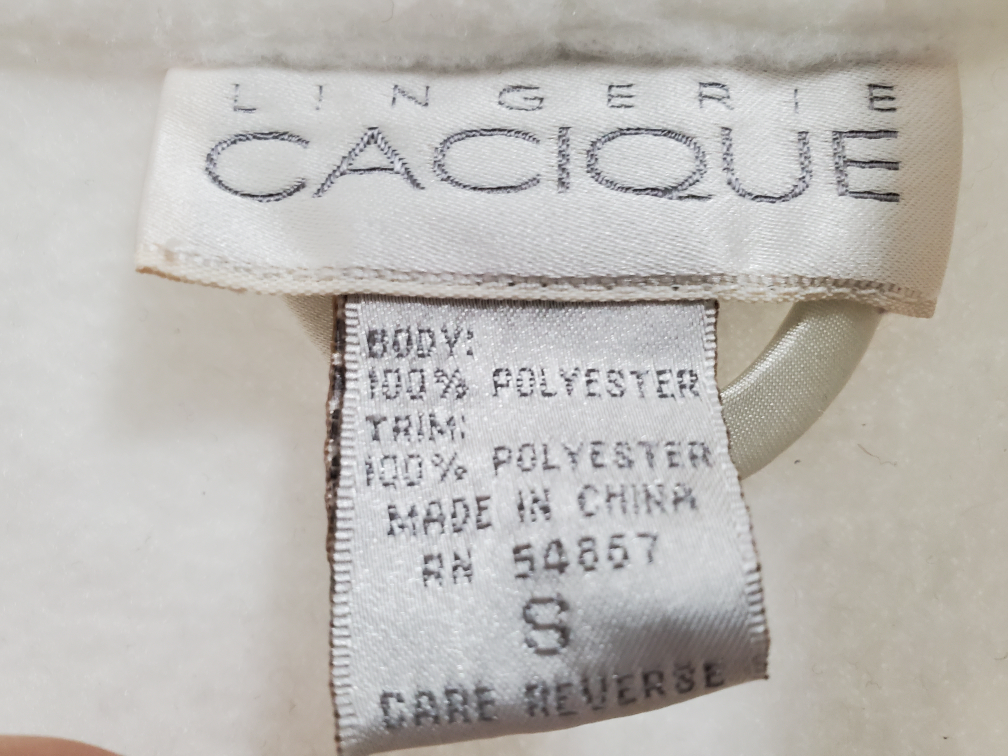 LINGERIE
CACIQUE
BODY:
100% POLYESTER
TRIM:
100% POLYESTER
MADE IN CHINA
RN 54867
S
CARE REVERSE